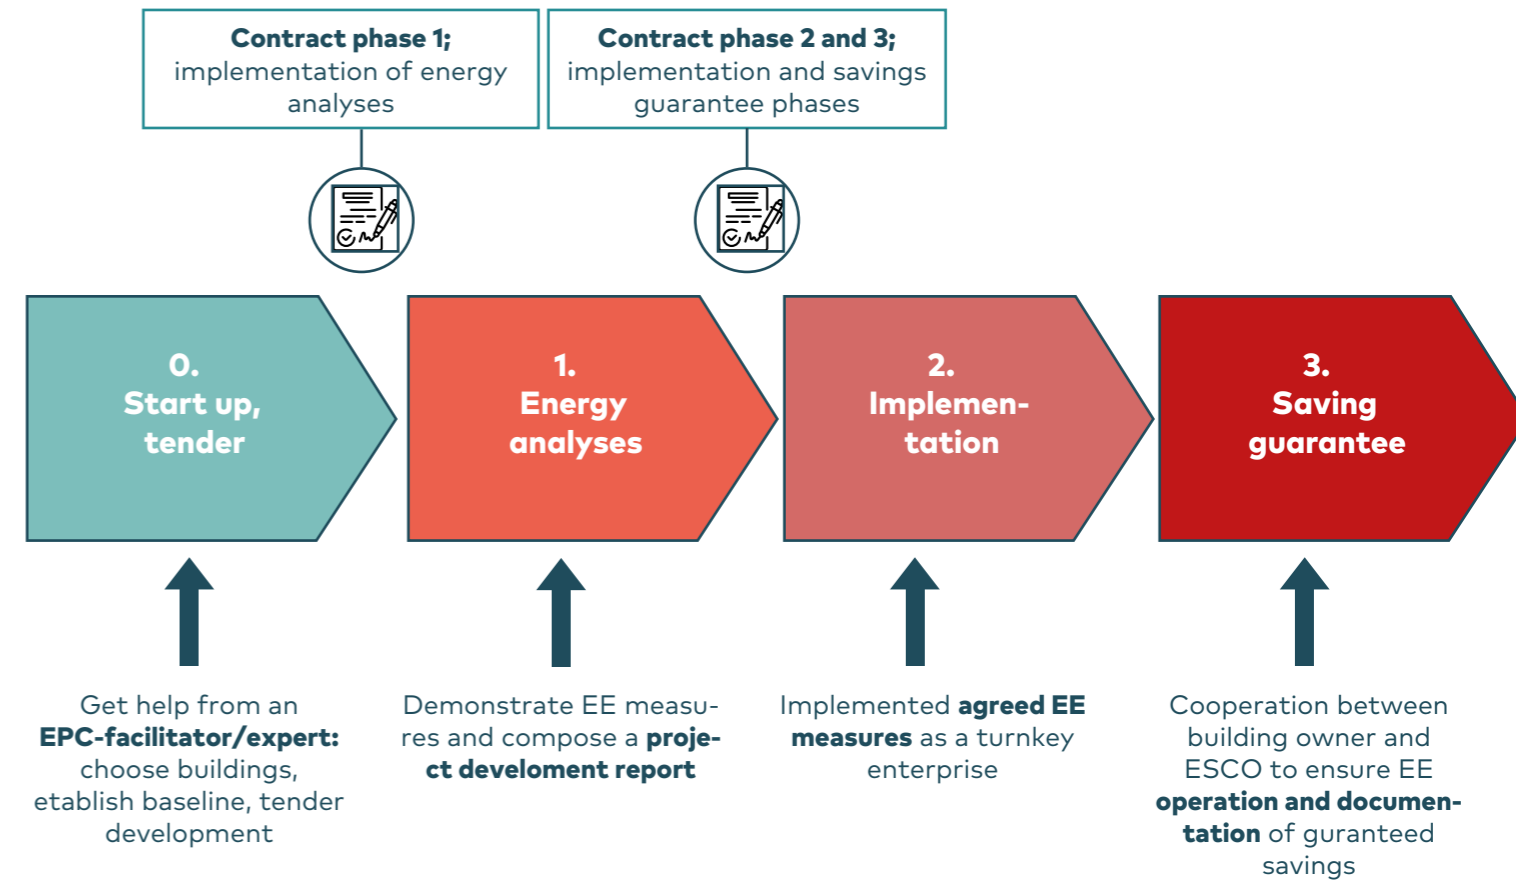 Contract phase 1;
implementation of energy
analyses
Contract phase 2 and 3;
implementation and savings
guarantee phases
0.
Start up,
tender
1.
Energy
analyses
2.
Implemen-
tation
3.
Saving
guarantee
Get help from an
EPC-facilitator/expert:
choose buildings,
etablish baseline, tender
development
Demonstrate EE measu-
res and compose a proje-
ct develoment report
Implemented agreed EE
measures as a turnkey
enterprise
Cooperation between
building owner and
ESCO to ensure EE
operation and documen-
tation of guranteed
savings